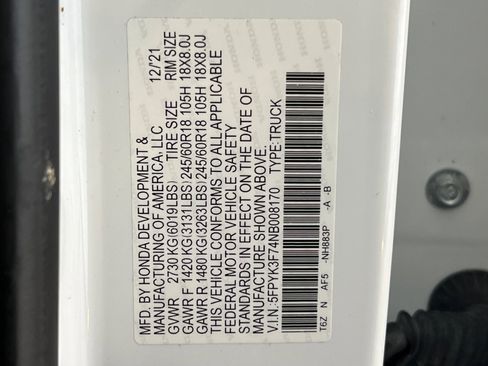 MFD. BY HONDA DEVELOPMENT &
MANUFACTURING OF AMERICA, LLC 12/21
GVWR 2730 KG(6019LBS) TIRE SIZE RIM SIZE
GAWR F 1420 KG(3131LBS)245/60R18 105H 18X8.0J
GAWR R 1480 KG(3263LBS)245/60R18 105H 18X8.0J
THIS VEHICLE CONFORMS TO ALL APPLICABLE
FEDERAL MOTOR VEHICLE SAFETY
STANDARDS IN EFFECT ON THE DATE OF
MANUFACTURE SHOWN ABOVE.
V.I.N.:5FPYK3F74NB008170 TYPE:TRUCK
T6Z N AF5 -NH883P -A -B